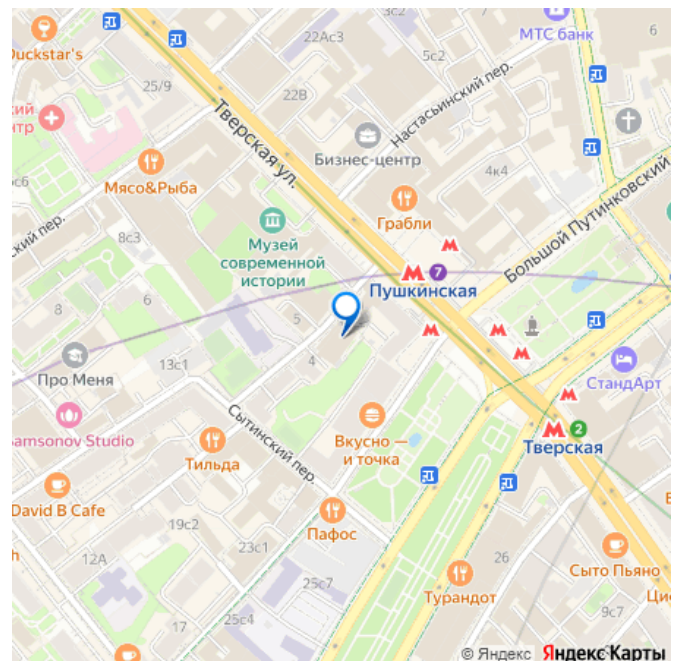 22Ас3
МТС банк
5с2
Duckstar's
25/9
22В
Настасьинский пер.
Тверская ул.
Бизнес-центр
Мясо&Рыба
4к4
Грабли
Большой Путинковский
8с3
Музей
современной
истории
7
Пушкинская
8
6
5
4
Про Меня
13с1
СтандАрт
2
Тверская
Вкусно —
и точка
Сытинский пер.
Тильда
David B Cafe
19с2
Пафос
23с1
12А
26
Сыто Пьяно
25с7
Турандот
9с7
17
25с4
© Яндекс Яндекс Карты